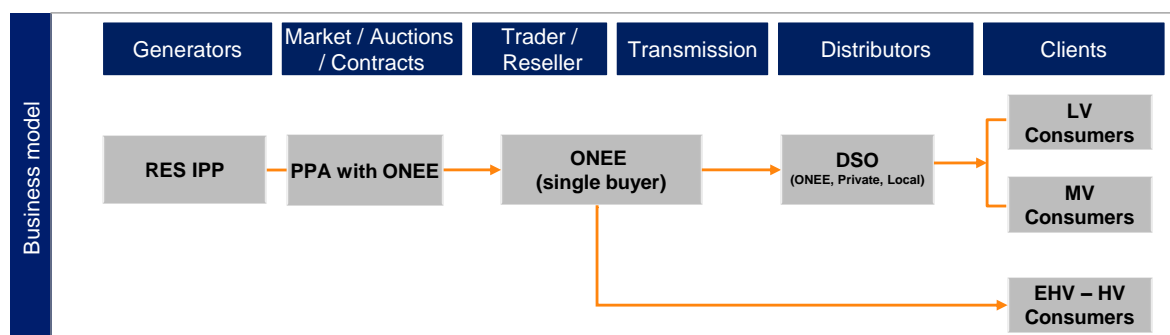 Generators
Market / Auctions
/ Contracts
Trader /
Reseller
Transmission
Distributors
Clients
Business model
RES IPP
PPA with ONEE
ONEE
(single buyer)
DSO
(ONEE, Private, Local)
LV
Consumers
MV
Consumers
EHV – HV
Consumers